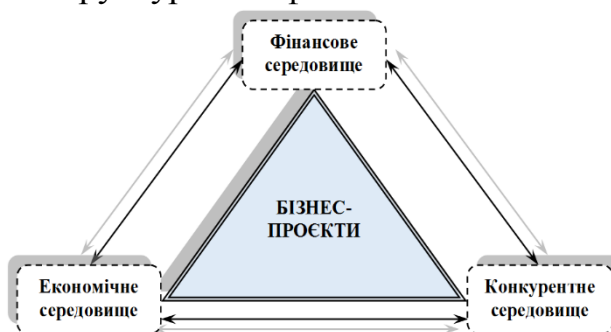 Фінансове
середовище
БІЗНЕС-
ПРОЄКТИ
Економічне
середовище
Конкурентне
середовище